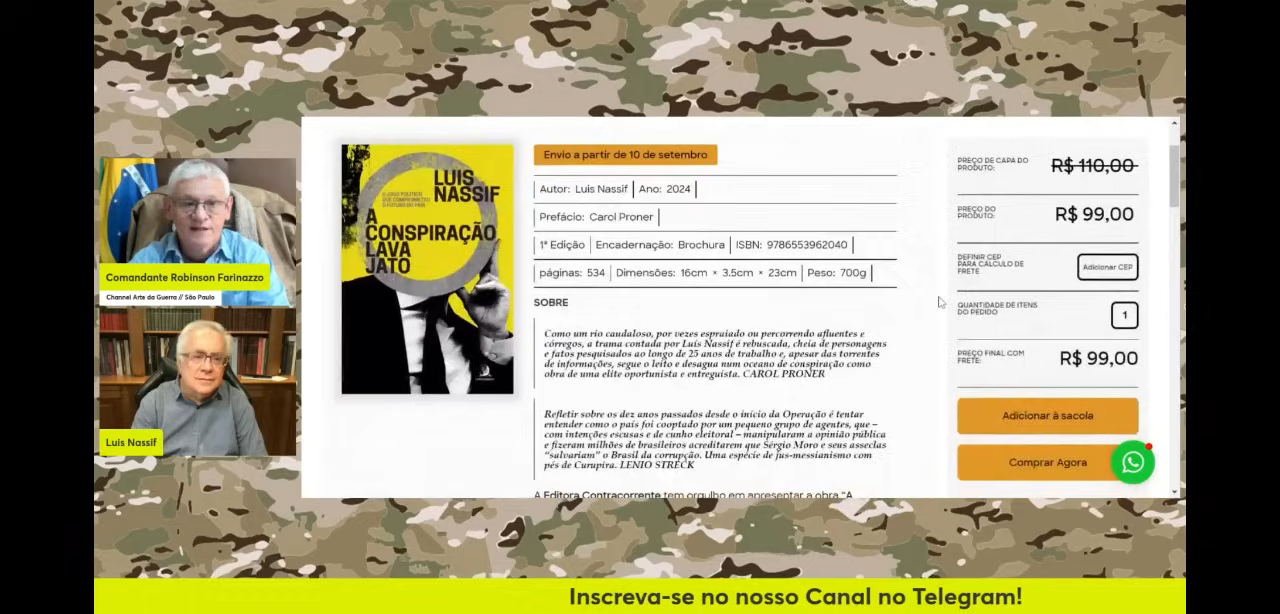 Comandante Robinson Farinazzo
Channel Arte da Guerra // São Paulo
Luis Nassif
LUIS
NASSIF
O JOGO POLÍTICO
QUE COMPROMETEU
O FUTURO DO PAÍS
A
CONSPIRAÇÃO
LAVA
JATO
Envio a partir de 10 de setembro
Autor: Luis Nassif | Ano: 2024 |
Prefácio: Carol Proner |
1ª Edição | Encadernação: Brochura | ISBN: 9786553962040 |
páginas: 534 | Dimensões: 16cm × 3.5cm × 23cm | Peso: 700g |
SOBRE
Como um rio caudaloso, por vezes espraiado ou percorrendo afluentes e
córregos, a trama contada por Luís Nassif é rebuscada, cheia de personagens
e fatos pesquisados ao longo de 25 anos de trabalho e, apesar das torrentes
de informações, segue o leito e desagua num oceano de conspiração como
obra de uma elite oportunista e entreguista. CAROL PRONER
Refletir sobre os dez anos passados desde o início da Operação é tentar
entender como o país foi cooptado por um pequeno grupo de agentes, que –
com intenções escusas e de cunho eleitoral – manipularam a opinião pública
e fizeram milhões de brasileiros acreditarem que Sérgio Moro e seus asseclas
“salvariam” o Brasil da corrupção. Uma espécie de jus-messianismo com
pés de Curupira. LENIO STRECK
A Editora Contracorrente tem orgulho em apresentar a obra “A
PREÇO DE CAPA DO
PRODUTO:
R$ 110,00
PREÇO DO
PRODUTO:
R$ 99,00
DEFINIR CEP
PARA CÁLCULO DE
FRETE
Adicionar CEP
QUANTIDADE DE ITENS
DO PEDIDO
1
PREÇO FINAL COM
FRETE:
R$ 99,00
Adicionar à sacola
Comprar Agora
Inscreva-se no nosso Canal no Telegram!